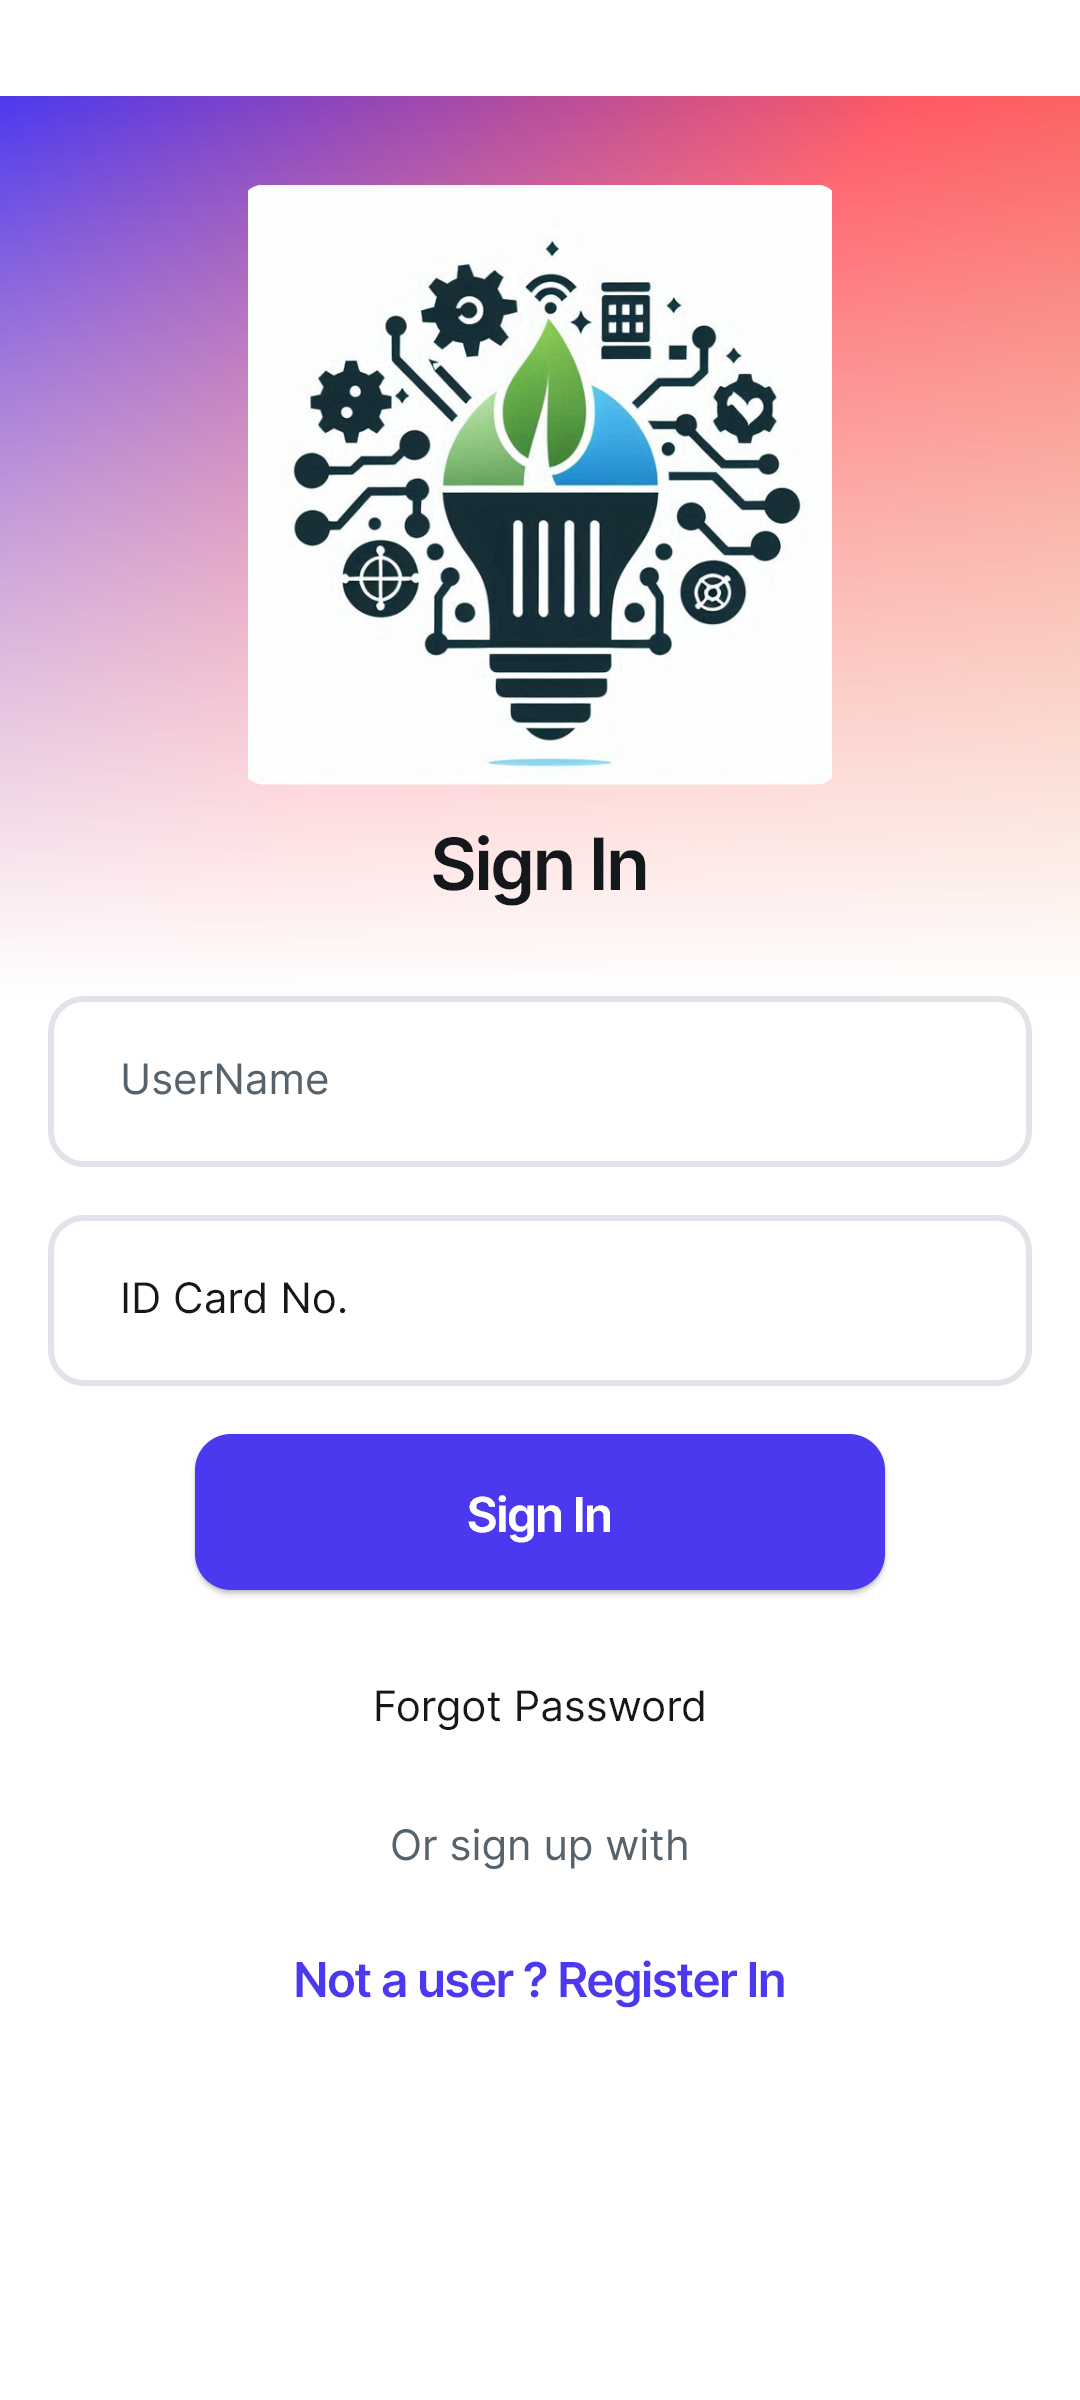 Sign In
UserName
ID Card No.
Sign In
Forgot Password
Or sign up with
Not a user ? Register In